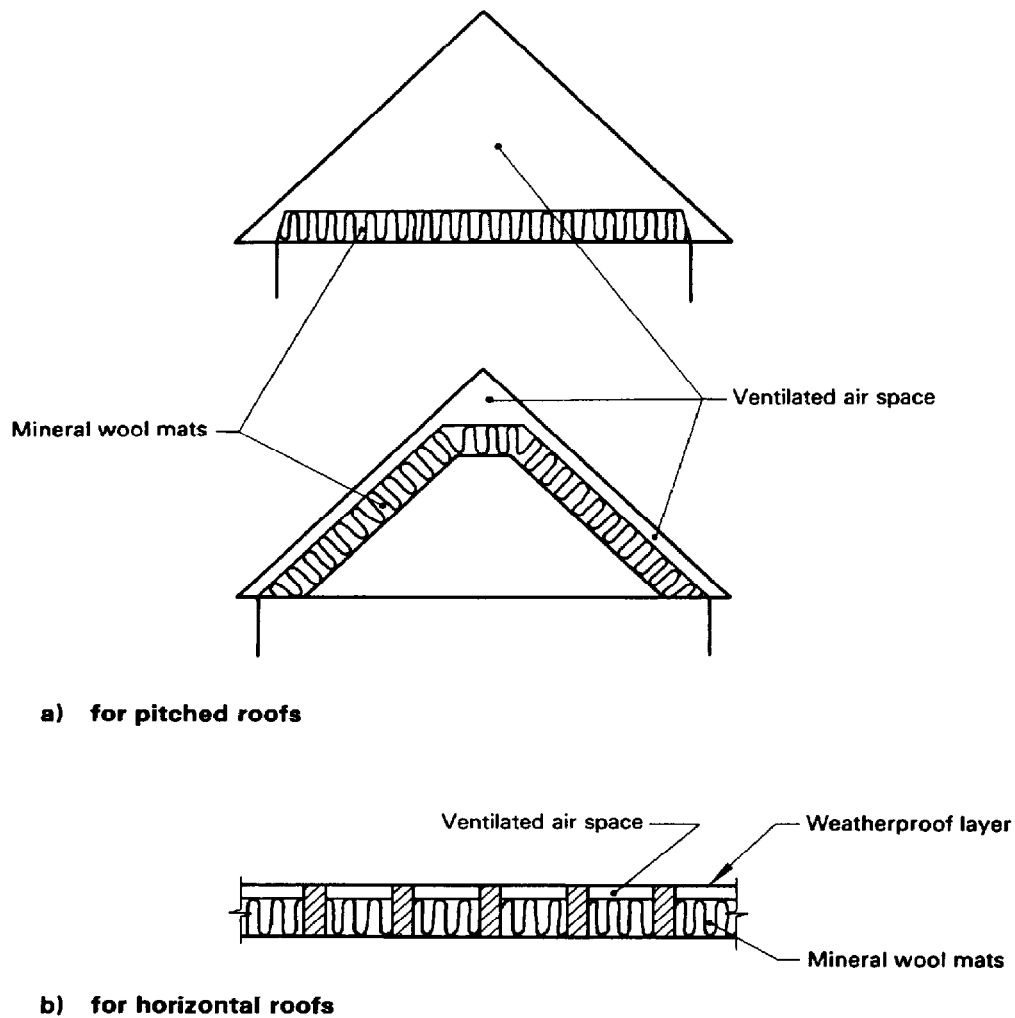 Ventilated air space
Mineral wool mats
a) for pitched roofs
Ventilated air space
Weatherproof layer
Mineral wool mats
b) for horizontal roofs